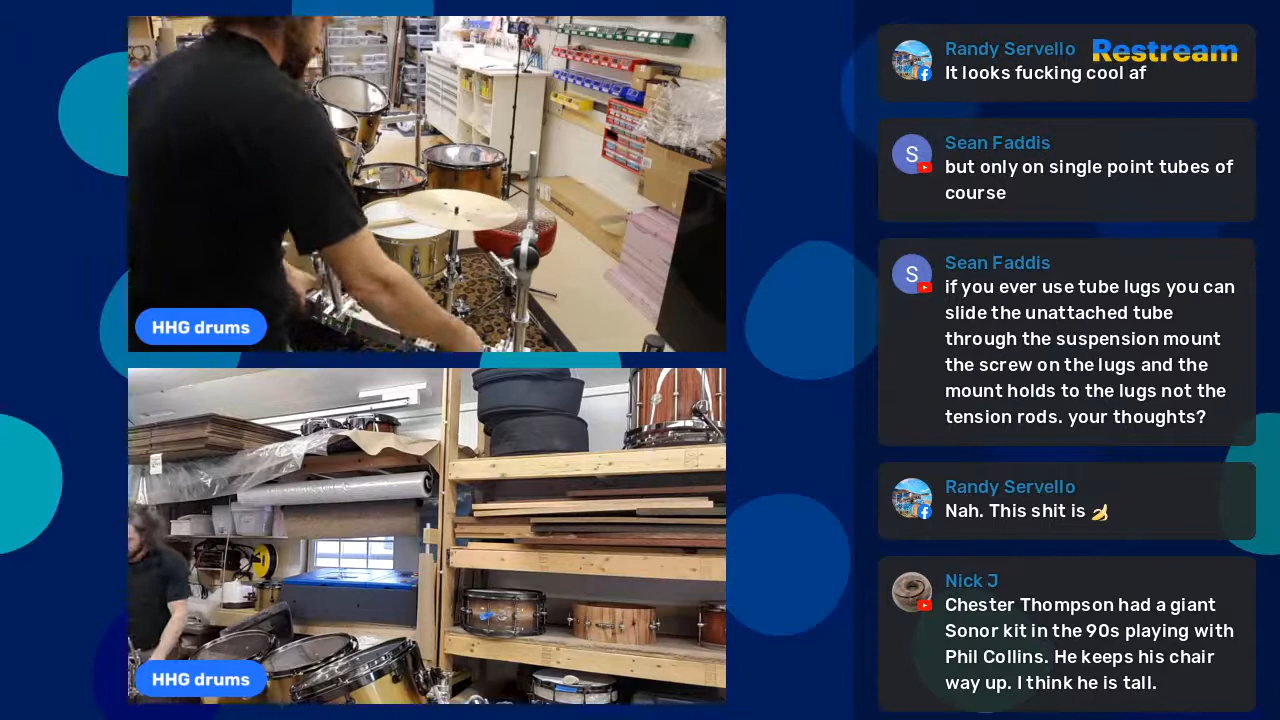 HHG drums
HHG drums
Restream
Randy Servello
It looks fucking cool af
S
Sean Faddis
but only on single point tubes of
course
S
Sean Faddis
if you ever use tube lugs you can
slide the unattached tube
through the suspension mount
the screw on the lugs and the
mount holds to the lugs not the
tension rods. your thoughts?
Randy Servello
Nah. This shit is 🍌
Nick J
Chester Thompson had a giant
Sonor kit in the 90s playing with
Phil Collins. He keeps his chair
way up. I think he is tall.